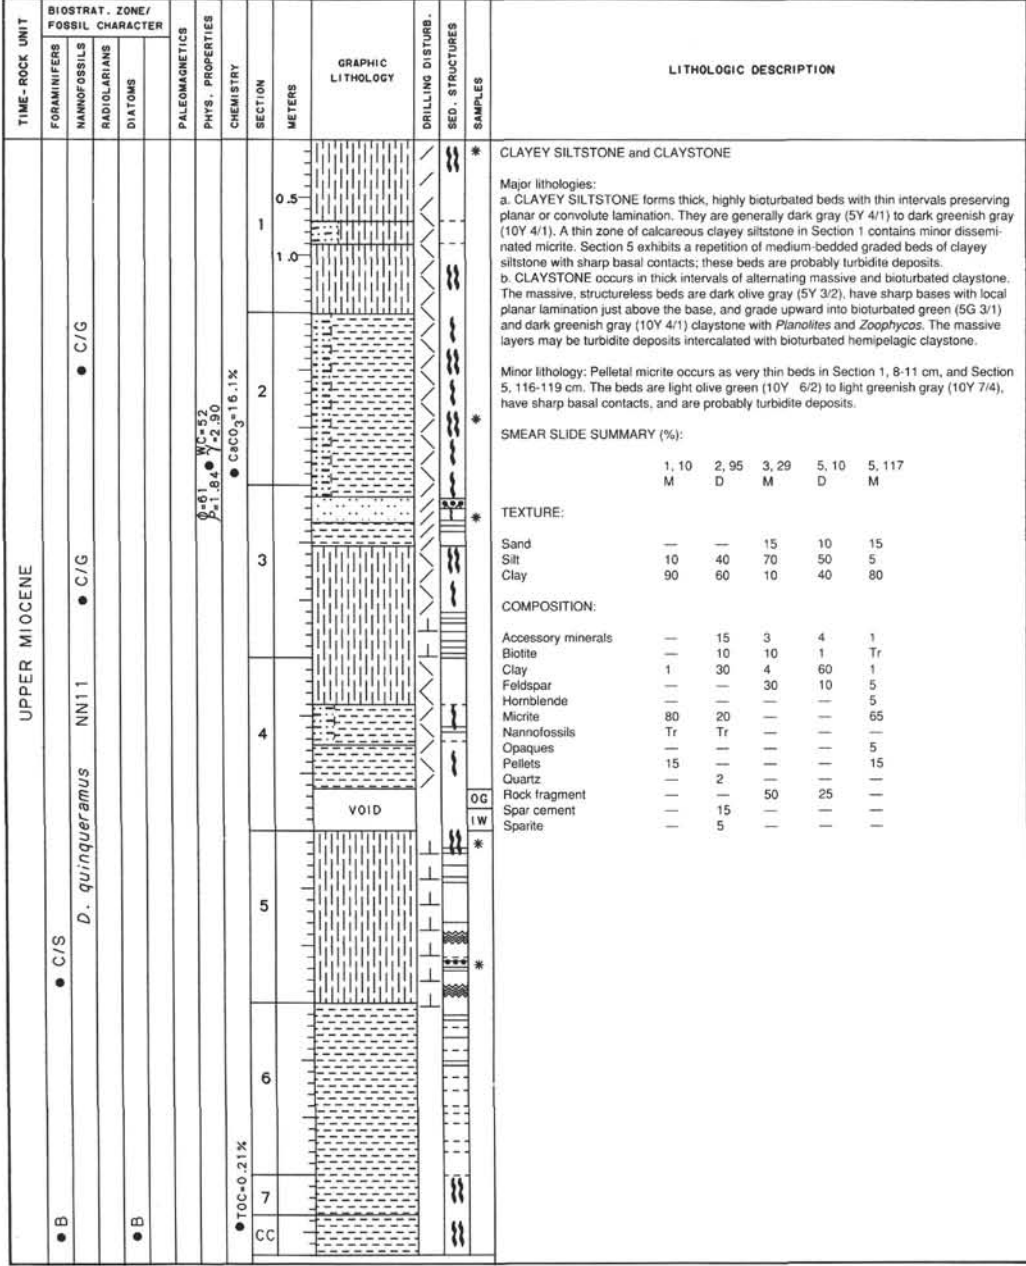 TIME-ROCK UNIT
BIOSTRAT. ZONE/
FOSSIL CHARACTER
FORAMINIFERS
NANNOFOSSILS
RADIOLARIANS
DIATOMS
PALEOMAGNETICS
PHYS. PROPERTIES
CHEMISTRY
SECTION
METERS
GRAPHIC
LITHOLOGY
DRILLING DISTURB.
SED. STRUCTURES
SAMPLES
LITHOLOGIC DESCRIPTION
UPPER MIOCENE
● B
● C/S
D. quinqueramus NN11 ● C/G ● C/G
● B
Φ=61 WC=52
ρ=1.84 ● γ=2.90
● TOC=0.21%
● CaCO3=16.1%
1
2
3
4
5
6
7
CC
0.5
1.0
VOID
*
*
*
OG
IW
*
*
CLAYEY SILTSTONE and CLAYSTONE
Major lithologies:
a. CLAYEY SILTSTONE forms thick, highly bioturbated beds with thin intervals preserving
planar or convolute lamination. They are generally dark gray (5Y 4/1) to dark greenish gray
(10Y 4/1). A thin zone of calcareous clayey siltstone in Section 1 contains minor dissemi-
nated micrite. Section 5 exhibits a repetition of medium-bedded graded beds of clayey
siltstone with sharp basal contacts; these beds are probably turbidite deposits.
b. CLAYSTONE occurs in thick intervals of alternating massive and bioturbated claystone.
The massive, structureless beds are dark olive gray (5Y 3/2), have sharp bases with local
planar lamination just above the base, and grade upward into bioturbated green (5G 3/1)
and dark greenish gray (10Y 4/1) claystone with Planolites and Zoophycos. The massive
layers may be turbidite deposits intercalated with bioturbated hemipelagic claystone.
Minor lithology: Pelletal micrite occurs as very thin beds in Section 1, 8-11 cm, and Section
5, 116-119 cm. The beds are light olive green (10Y 6/2) to light greenish gray (10Y 7/4),
have sharp basal contacts, and are probably turbidite deposits.
SMEAR SLIDE SUMMARY (%):
1, 10 2, 95 3, 29 5, 10 5, 117
M D M D M
TEXTURE:
Sand — — 15 10 15
Silt 10 40 70 50 5
Clay 90 60 10 40 80
COMPOSITION:
Accessory minerals — 15 3 4 1
Biotite — 10 10 1 Tr
Clay 1 30 4 60 1
Feldspar — — 30 10 5
Hornblende — — — — 5
Micrite 80 20 — — 65
Nannofossils Tr Tr — — —
Opaques — — — — 5
Pellets 15 — — — 15
Quartz — 2 — — —
Rock fragment — — 50 25 —
Spar cement — 15 — — —
Sparite — 5 — — —